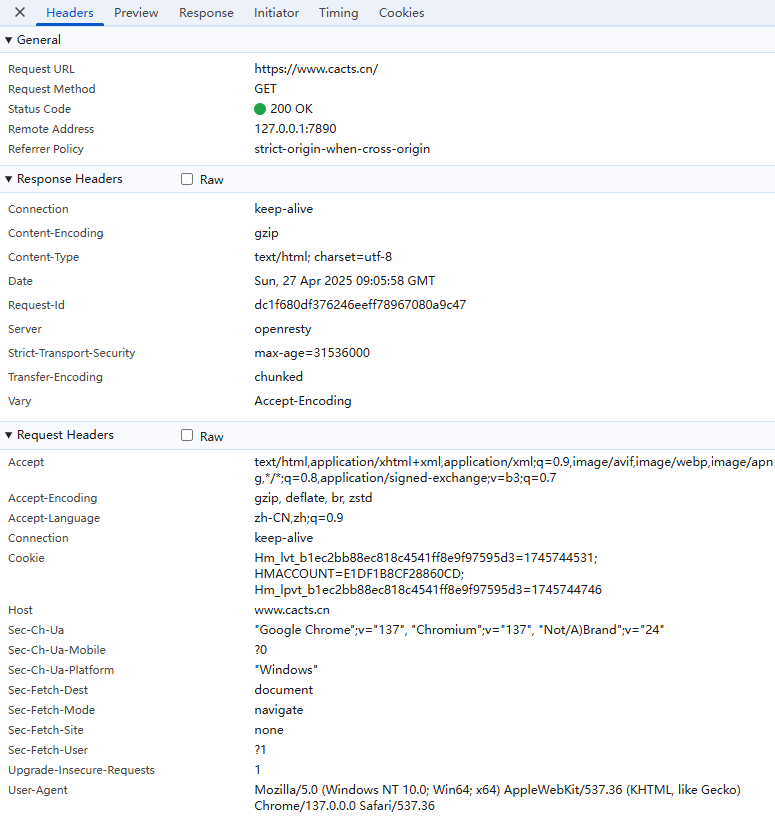 Headers Preview Response Initiator Timing Cookies
General
Request URL https://www.cacts.cn/
Request Method GET
Status Code 200 OK
Remote Address 127.0.0.1:7890
Referrer Policy strict-origin-when-cross-origin
Response Headers Raw
Connection keep-alive
Content-Encoding gzip
Content-Type text/html; charset=utf-8
Date Sun, 27 Apr 2025 09:05:58 GMT
Request-Id dc1f680df376246eeff78967080a9c47
Server openresty
Strict-Transport-Security max-age=31536000
Transfer-Encoding chunked
Vary Accept-Encoding
Request Headers Raw
Accept text/html,application/xhtml+xml,application/xml;q=0.9,image/avif,image/webp,image/apn
g,*/*;q=0.8,application/signed-exchange;v=b3;q=0.7
Accept-Encoding gzip, deflate, br, zstd
Accept-Language zh-CN,zh;q=0.9
Connection keep-alive
Cookie Hm_lvt_b1ec2bb88ec818c4541ff8e9f97595d3=1745744531;
HMACCOUNT=E1DF1B8CF28860CD;
Hm_lpvt_b1ec2bb88ec818c4541ff8e9f97595d3=1745744746
Host www.cacts.cn
Sec-Ch-Ua "Google Chrome";v="137", "Chromium";v="137", "Not/A)Brand";v="24"
Sec-Ch-Ua-Mobile ?0
Sec-Ch-Ua-Platform "Windows"
Sec-Fetch-Dest document
Sec-Fetch-Mode navigate
Sec-Fetch-Site none
Sec-Fetch-User ?1
Upgrade-Insecure-Requests 1
User-Agent Mozilla/5.0 (Windows NT 10.0; Win64; x64) AppleWebKit/537.36 (KHTML, like Gecko)
Chrome/137.0.0.0 Safari/537.36